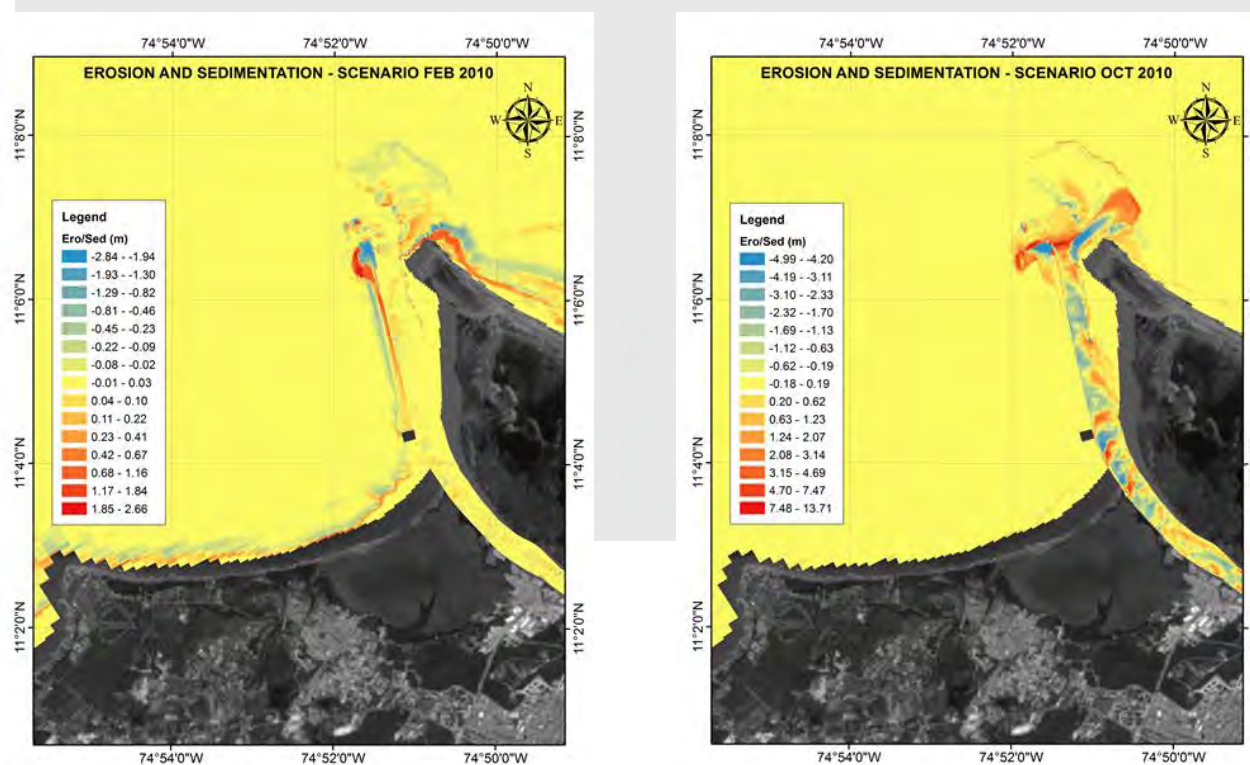 74°54'0"W 74°52'0"W 74°50'0"W
EROSION AND SEDIMENTATION - SCENARIO FEB 2010
N
W E
S
11°8'0"N 11°8'0"N
Legend
Ero/Sed (m)
-2.84 - -1.94
-1.93 - -1.30
-1.29 - -0.82
-0.81 - -0.46
-0.45 - -0.23
-0.22 - -0.09
-0.08 - -0.02
-0.01 - 0.03
0.04 - 0.10
0.11 - 0.22
0.23 - 0.41
0.42 - 0.67
0.68 - 1.16
1.17 - 1.84
1.85 - 2.66
11°6'0"N 11°6'0"N
11°4'0"N 11°4'0"N
11°2'0"N 11°2'0"N
74°54'0"W 74°52'0"W 74°50'0"W
74°54'0"W 74°52'0"W 74°50'0"W
EROSION AND SEDIMENTATION - SCENARIO OCT 2010
N
W E
S
11°8'0"N 11°8'0"N
Legend
Ero/Sed (m)
-4.99 - -4.20
-4.19 - -3.11
-3.10 - -2.33
-2.32 - -1.70
-1.69 - -1.13
-1.12 - -0.63
-0.62 - -0.19
-0.18 - 0.19
0.20 - 0.62
0.63 - 1.23
1.24 - 2.07
2.08 - 3.14
3.15 - 4.69
4.70 - 7.47
7.48 - 13.71
11°6'0"N 11°6'0"N
11°4'0"N 11°4'0"N
11°2'0"N 11°2'0"N
74°54'0"W 74°52'0"W 74°50'0"W